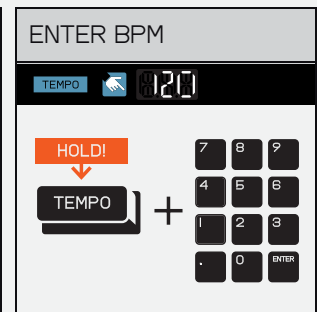 ENTER BPM
TEMPO 120
HOLD!
TEMPO
+
7 8 9
4 5 6
1 2 3
. 0 ENTER